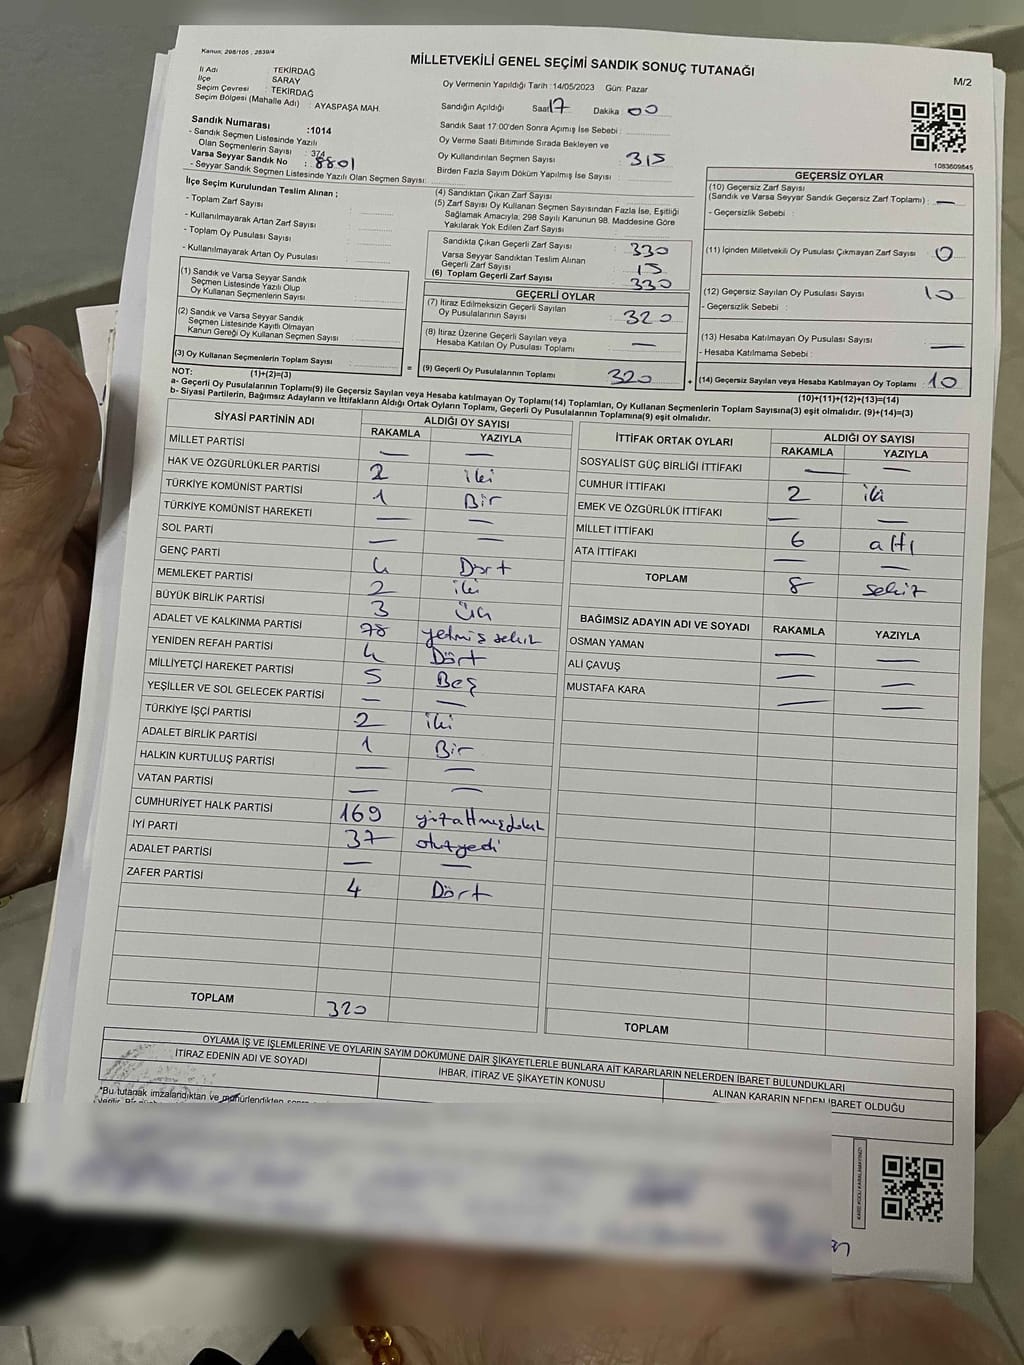 Kanun: 298/105 , 2839/4
MİLLETVEKİLİ GENEL SEÇİMİ SANDIK SONUÇ TUTANAĞI
M/2
İl Adı : TEKİRDAĞ
İlçe : SARAY
Seçim Çevresi : TEKİRDAĞ
Seçim Bölgesi (Mahalle Adı) : AYASPAŞA MAH.
Sandık Numarası :1014
- Sandık Seçmen Listesinde Yazılı
Olan Seçmenlerin Sayısı : 374
Varsa Seyyar Sandık No : 8801
- Seyyar Sandık Seçmen Listesinde Yazılı Olan Seçmen Sayısı:
Oy Vermenin Yapıldığı Tarih :14/05/2023 Gün: Pazar
Sandığın Açıldığı Saat 17 Dakika 00
Sandık Saat 17:00'den Sonra Açımış İse Sebebi :
Oy Verme Saati Bitiminde Sırada Bekleyen ve
Oy Kullandırılan Seçmen Sayısı : 315
Birden Fazla Sayım Döküm Yapılmış İse Sayısı :
1083609845
İlçe Seçim Kurulundan Teslim Alınan ;
- Toplam Zarf Sayısı :
- Kullanılmayarak Artan Zarf Sayısı :
- Toplam Oy Pusulası Sayısı :
- Kullanılmayarak Artan Oy Pusulası :
(1) Sandık ve Varsa Seyyar Sandık
Seçmen Listesinde Yazılı Olup
Oy Kullanan Seçmenlerin Sayısı :
(2) Sandık ve Varsa Seyyar Sandık
Seçmen Listesinde Kayıtlı Olmayan
Kanun Gereği Oy Kullanan Seçmen Sayısı :
(3) Oy Kullanan Seçmenlerin Toplam Sayısı
(1)+(2)=(3)
(4) Sandıktan Çıkan Zarf Sayısı :
(5) Zarf Sayısı Oy Kullanan Seçmen Sayısından Fazla İse, Eşitliği
Sağlamak Amacıyla; 298 Sayılı Kanunun 98. Maddesine Göre
Yakılarak Yok Edilen Zarf Sayısı :
Sandıkta Çıkan Geçerli Zarf Sayısı : 330
Varsa Seyyar Sandıktan Teslim Alınan
Geçerli Zarf Sayısı : 15
(6) Toplam Geçerli Zarf Sayısı : 330
GEÇERLİ OYLAR
(7) İtiraz Edilmeksizin Geçerli Sayılan
Oy Pusulalarının Sayısı : 320
(8) İtiraz Üzerine Geçerli Sayılan veya
Hesaba Katılan Oy Pusulası Toplamı : —
= (9) Geçerli Oy Pusulalarının Toplamı 320
GEÇERSİZ OYLAR
(10) Geçersiz Zarf Sayısı
(Sandık ve Varsa Seyyar Sandık Geçersiz Zarf Toplamı) : —
- Geçersizlik Sebebi :
(11) İçinden Milletvekili Oy Pusulası Çıkmayan Zarf Sayısı : 0
(12) Geçersiz Sayılan Oy Pusulası Sayısı : 10
- Geçersizlik Sebebi :
(13) Hesaba Katılmayan Oy Pusulası Sayısı : —
- Hesaba Katılmama Sebebi :
+ (14) Geçersiz Sayılan veya Hesaba Katılmayan Oy Toplamı : 10
(10)+(11)+(12)+(13)=(14)
NOT:
a- Geçerli Oy Pusulalarının Toplamı(9) ile Geçersiz Sayılan veya Hesaba Katılmayan Oy Toplamı(14) Toplamları, Oy Kullanan Seçmenlerin Toplam Sayısına(3) eşit olmalıdır. (9)+(14)=(3)
b- Siyasi Partilerin, Bağımsız Adayların ve İttifakların Aldığı Ortak Oyların Toplamı, Geçerli Oy Pusulalarının Toplamına(9) eşit olmalıdır.
SİYASİ PARTİNİN ADI ALDIĞI OY SAYISI
RAKAMLA YAZIYLA
MİLLET PARTİSİ — —
HAK VE ÖZGÜRLÜKLER PARTİSİ 2 iki
TÜRKİYE KOMÜNİST PARTİSİ 1 Bir
TÜRKİYE KOMÜNİST HAREKETİ — —
SOL PARTİ — —
GENÇ PARTİ 4 Dört
MEMLEKET PARTİSİ 2 iki
BÜYÜK BİRLİK PARTİSİ 3 Üç
ADALET VE KALKINMA PARTİSİ 78 yetmiş sekiz
YENİDEN REFAH PARTİSİ 4 Dört
MİLLİYETÇİ HAREKET PARTİSİ 5 Beş
YEŞİLLER VE SOL GELECEK PARTİSİ — —
TÜRKİYE İŞÇİ PARTİSİ 2 iki
ADALET BİRLİK PARTİSİ 1 Bir
HALKIN KURTULUŞ PARTİSİ — —
VATAN PARTİSİ — —
CUMHURİYET HALK PARTİSİ 169 yüzaltmışdokuz
İYİ PARTİ 37 otuzyedi
ADALET PARTİSİ — —
ZAFER PARTİSİ 4 Dört
TOPLAM 320
İTTİFAK ORTAK OYLARI ALDIĞI OY SAYISI
RAKAMLA YAZIYLA
SOSYALİST GÜÇ BİRLİĞİ İTTİFAKI — —
CUMHUR İTTİFAKI 2 iki
EMEK VE ÖZGÜRLÜK İTTİFAKI — —
MİLLET İTTİFAKI 6 altı
ATA İTTİFAKI — —
TOPLAM 8 sekiz
BAĞIMSIZ ADAYIN ADI VE SOYADI RAKAMLA YAZIYLA
OSMAN YAMAN — —
ALİ ÇAVUŞ — —
MUSTAFA KARA — —
TOPLAM
OYLAMA İŞ VE İŞLEMLERİNE VE OYLARIN SAYIM DÖKÜMÜNE DAİR ŞİKAYETLERLE BUNLARA AİT KARARLARIN NELERDEN İBARET BULUNDUKLARI
İTİRAZ EDENİN ADI VE SOYADI İHBAR, İTİRAZ VE ŞİKAYETİN KONUSU ALINAN KARARIN NEDEN İBARET OLDUĞU
*Bu tutanak imzalandıktan ve mühürlendikten sonra